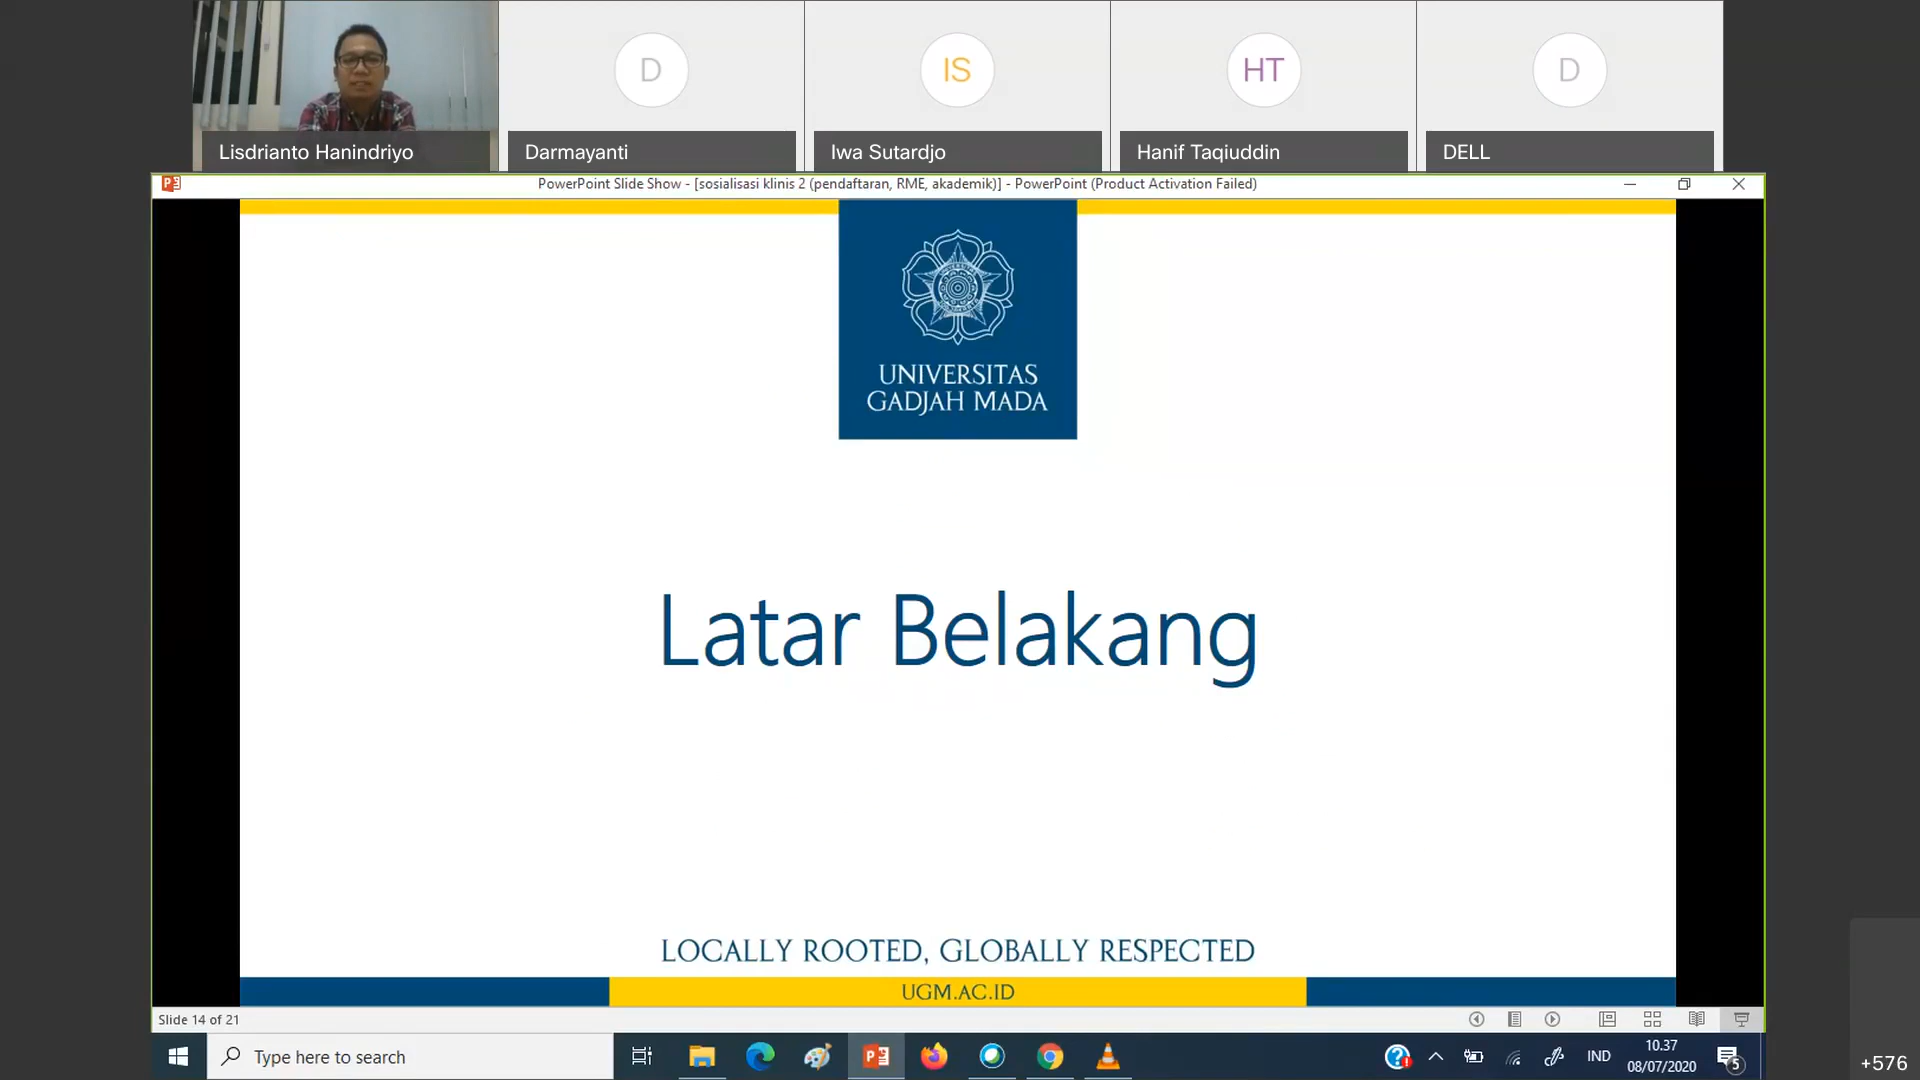 D
IS
HT
D
Lisdrianto Hanindriyo
Darmayanti
Iwa Sutardjo
Hanif Taqiuddin
DELL
PowerPoint Slide Show - [sosialisasi klinis 2 (pendaftaran, RME, akademik)] - PowerPoint (Product Activation Failed)
UNIVERSITAS
GADJAH MADA
Latar Belakang
LOCALLY ROOTED, GLOBALLY RESPECTED
UGM.AC.ID
Slide 14 of 21
Type here to search
IND
10.37
08/07/2020
5
+576